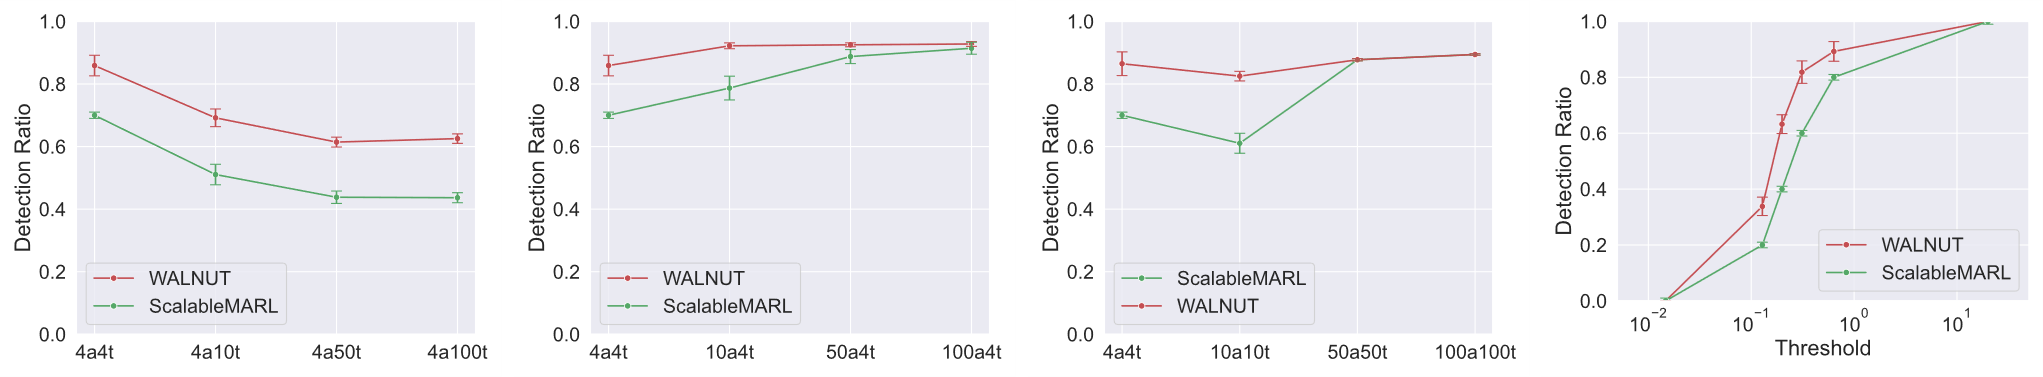 Detection Ratio
1.0
0.8
0.6
0.4
0.2
0.0
WALNUT
ScalableMARL
4a4t 4a10t 4a50t 4a100t
Detection Ratio
1.0
0.8
0.6
0.4
0.2
0.0
WALNUT
ScalableMARL
4a4t 10a4t 50a4t 100a4t
Detection Ratio
1.0
0.8
0.6
0.4
0.2
0.0
ScalableMARL
WALNUT
4a4t 10a10t 50a50t 100a100t
Detection Ratio
1.0
0.8
0.6
0.4
0.2
0.0
WALNUT
ScalableMARL
10⁻² 10⁻¹ 10⁰ 10¹
Threshold